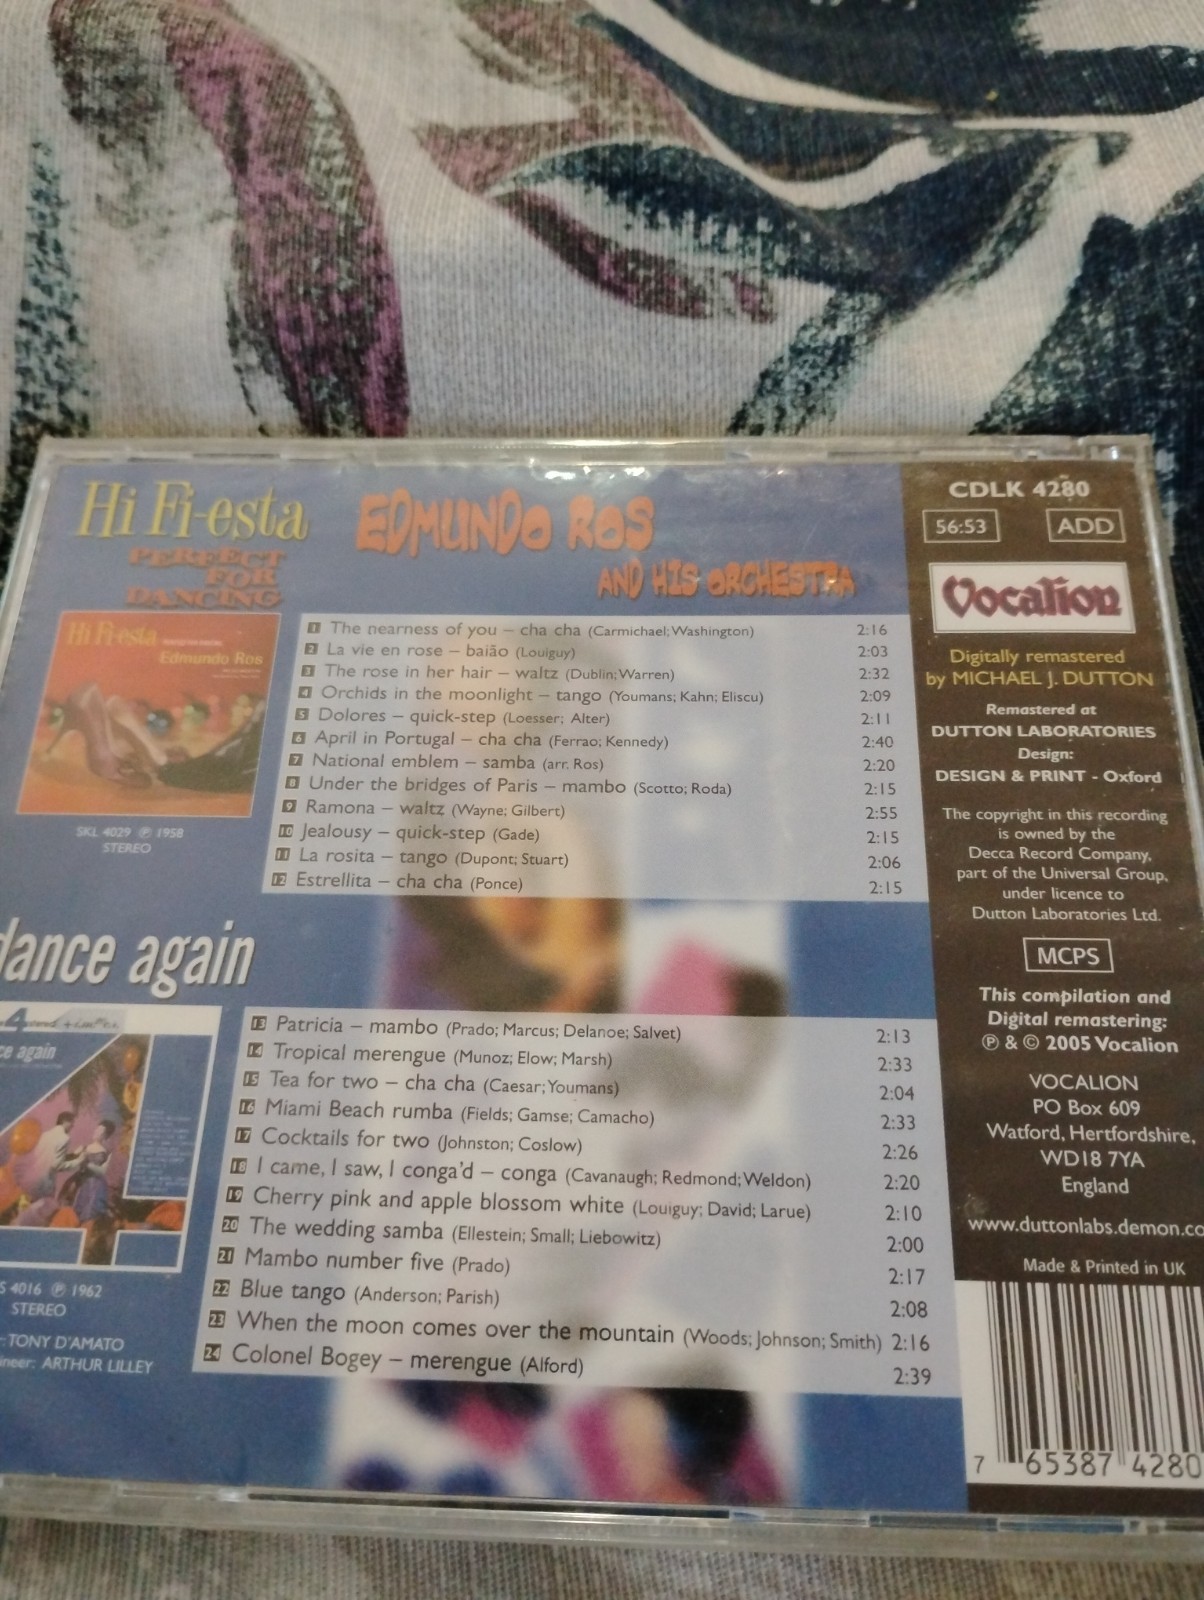 Hi Fi-esta
PERFECT
FOR
DANCING
EDMUNDO ROS
AND HIS ORCHESTRA
Hi Fi-esta
Edmundo Ros
SKL 4029 ℗ 1958
STEREO
1 The nearness of you – cha cha (Carmichael; Washington) 2:16
2 La vie en rose – baião (Louiguy) 2:03
3 The rose in her hair – waltz (Dublin; Warren) 2:32
4 Orchids in the moonlight – tango (Youmans; Kahn; Eliscu) 2:09
5 Dolores – quick-step (Loesser; Alter) 2:11
6 April in Portugal – cha cha (Ferrao; Kennedy) 2:40
7 National emblem – samba (arr. Ros) 2:20
8 Under the bridges of Paris – mambo (Scotto; Roda) 2:15
9 Ramona – waltz (Wayne; Gilbert) 2:55
10 Jealousy – quick-step (Gade) 2:15
11 La rosita – tango (Dupont; Stuart) 2:06
12 Estrellita – cha cha (Ponce) 2:15
dance again
4
ce again
S 4016 ℗ 1962
STEREO
r: TONY D'AMATO
ineer: ARTHUR LILLEY
13 Patricia – mambo (Prado; Marcus; Delanoe; Salvet) 2:13
14 Tropical merengue (Munoz; Elow; Marsh) 2:33
15 Tea for two – cha cha (Caesar; Youmans) 2:04
16 Miami Beach rumba (Fields; Gamse; Camacho) 2:33
17 Cocktails for two (Johnston; Coslow) 2:26
18 I came, I saw, I conga'd – conga (Cavanaugh; Redmond; Weldon) 2:20
19 Cherry pink and apple blossom white (Louiguy; David; Larue) 2:10
20 The wedding samba (Ellestein; Small; Liebowitz) 2:00
21 Mambo number five (Prado) 2:17
22 Blue tango (Anderson; Parish) 2:08
23 When the moon comes over the mountain (Woods; Johnson; Smith) 2:16
24 Colonel Bogey – merengue (Alford) 2:39
CDLK 4280
56:53 ADD
Vocalion
Digitally remastered
by MICHAEL J. DUTTON
Remastered at
DUTTON LABORATORIES
Design:
DESIGN & PRINT - Oxford
The copyright in this recording
is owned by the
Decca Record Company,
part of the Universal Group,
under licence to
Dutton Laboratories Ltd.
MCPS
This compilation and
Digital remastering:
℗ & © 2005 Vocalion
VOCALION
PO Box 609
Watford, Hertfordshire,
WD18 7YA
England
www.duttonlabs.demon.co
Made & Printed in UK
7 65387 4280